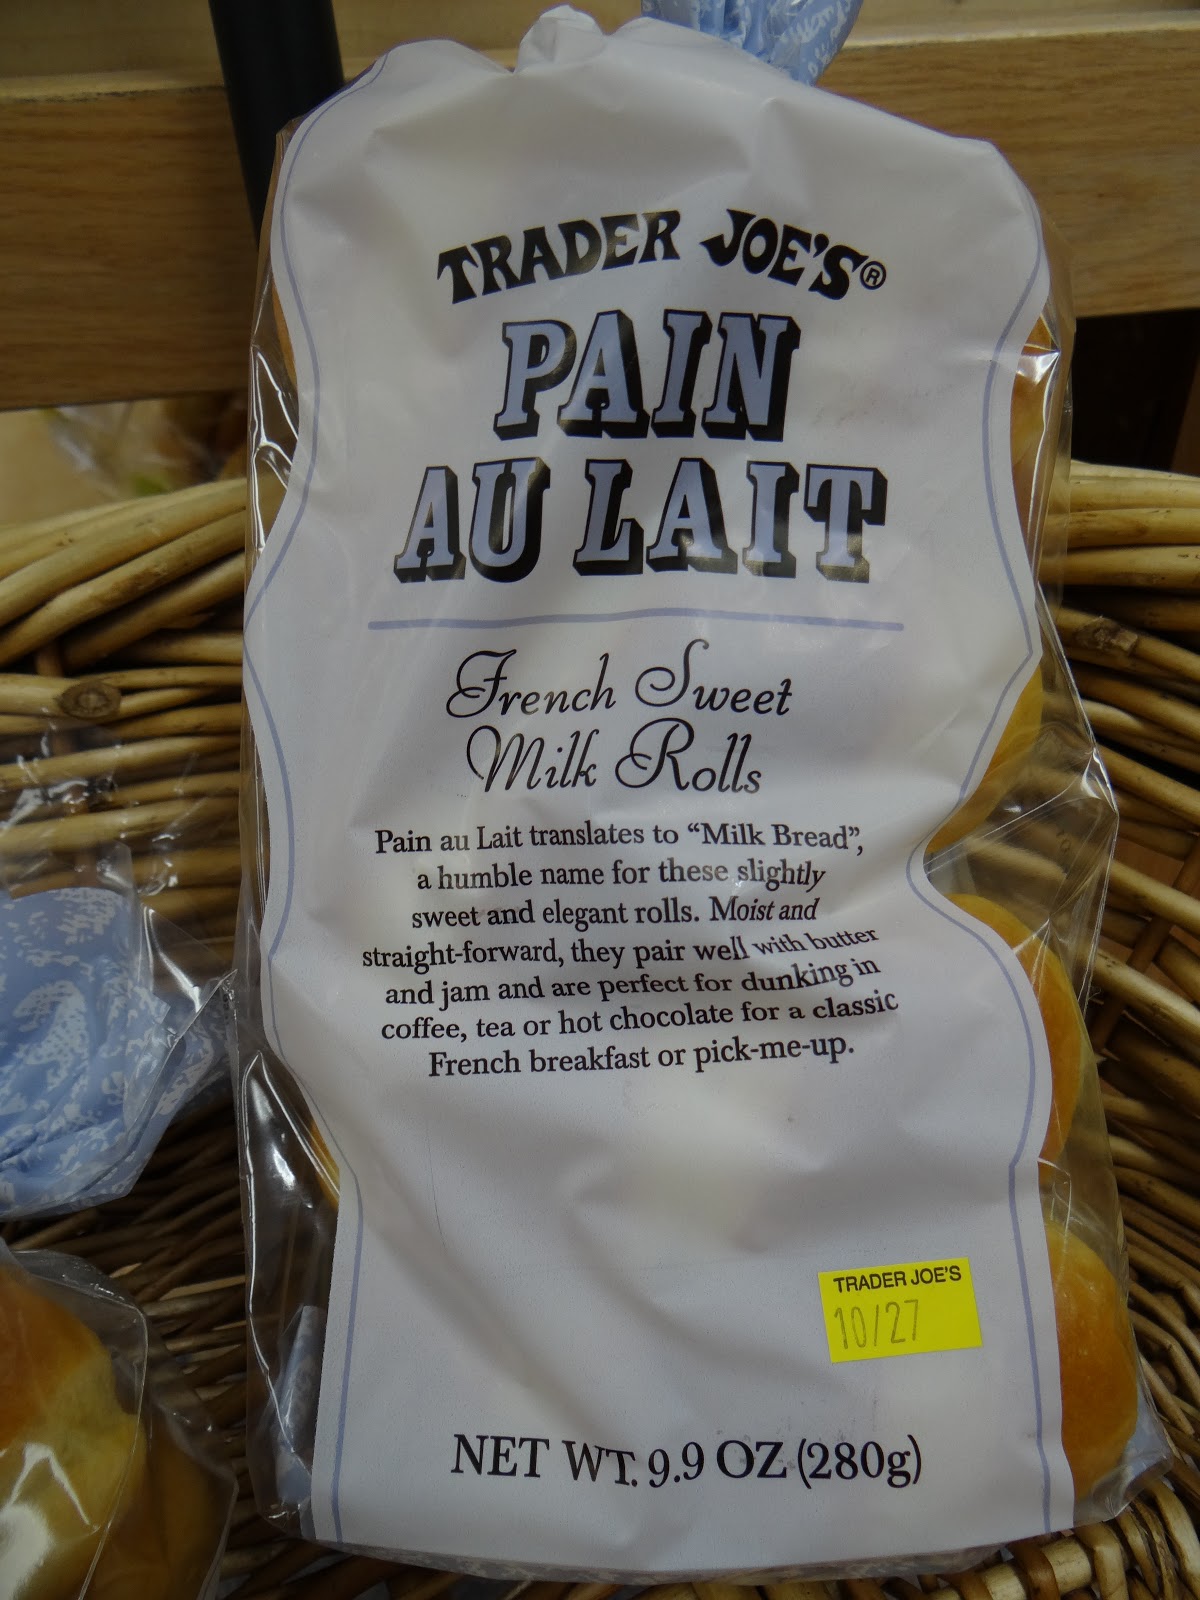 TRADER JOE'S®
PAIN
AU LAIT
French Sweet
Milk Rolls
Pain au Lait translates to “Milk Bread”,
a humble name for these slightly
sweet and elegant rolls. Moist and
straight-forward, they pair well with butter
and jam and are perfect for dunking in
coffee, tea or hot chocolate for a classic
French breakfast or pick-me-up.
TRADER JOE'S
10/27
NET WT. 9.9 OZ (280g)